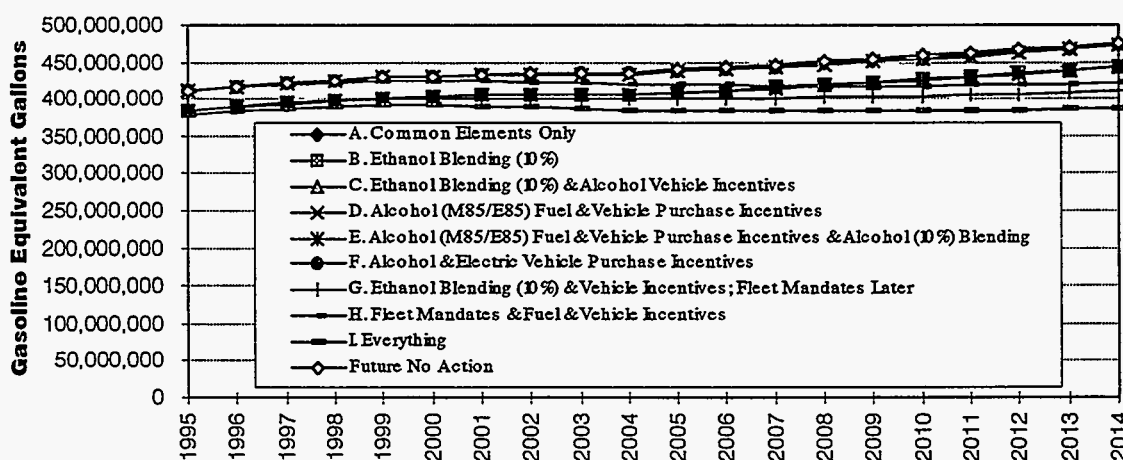 Gasoline Equivalent Gallons
500,000,000
450,000,000
400,000,000
350,000,000
300,000,000
250,000,000
200,000,000
150,000,000
100,000,000
50,000,000
0
A. Common Elements Only
B. Ethanol Blending (10%)
C. Ethanol Blending (10%) & Alcohol Vehicle Incentives
D. Alcohol (M85/E85) Fuel & Vehicle Purchase Incentives
E. Alcohol (M85/E85) Fuel & Vehicle Purchase Incentives & Alcohol (10%) Blending
F. Alcohol & Electric Vehicle Purchase Incentives
G. Ethanol Blending (10%) & Vehicle Incentives; Fleet Mandates Later
H. Fleet Mandates & Fuel & Vehicle Incentives
I. Everything
Future No Action
1995
1996
1997
1998
1999
2000
2001
2002
2003
2004
2005
2006
2007
2008
2009
2010
2011
2012
2013
2014